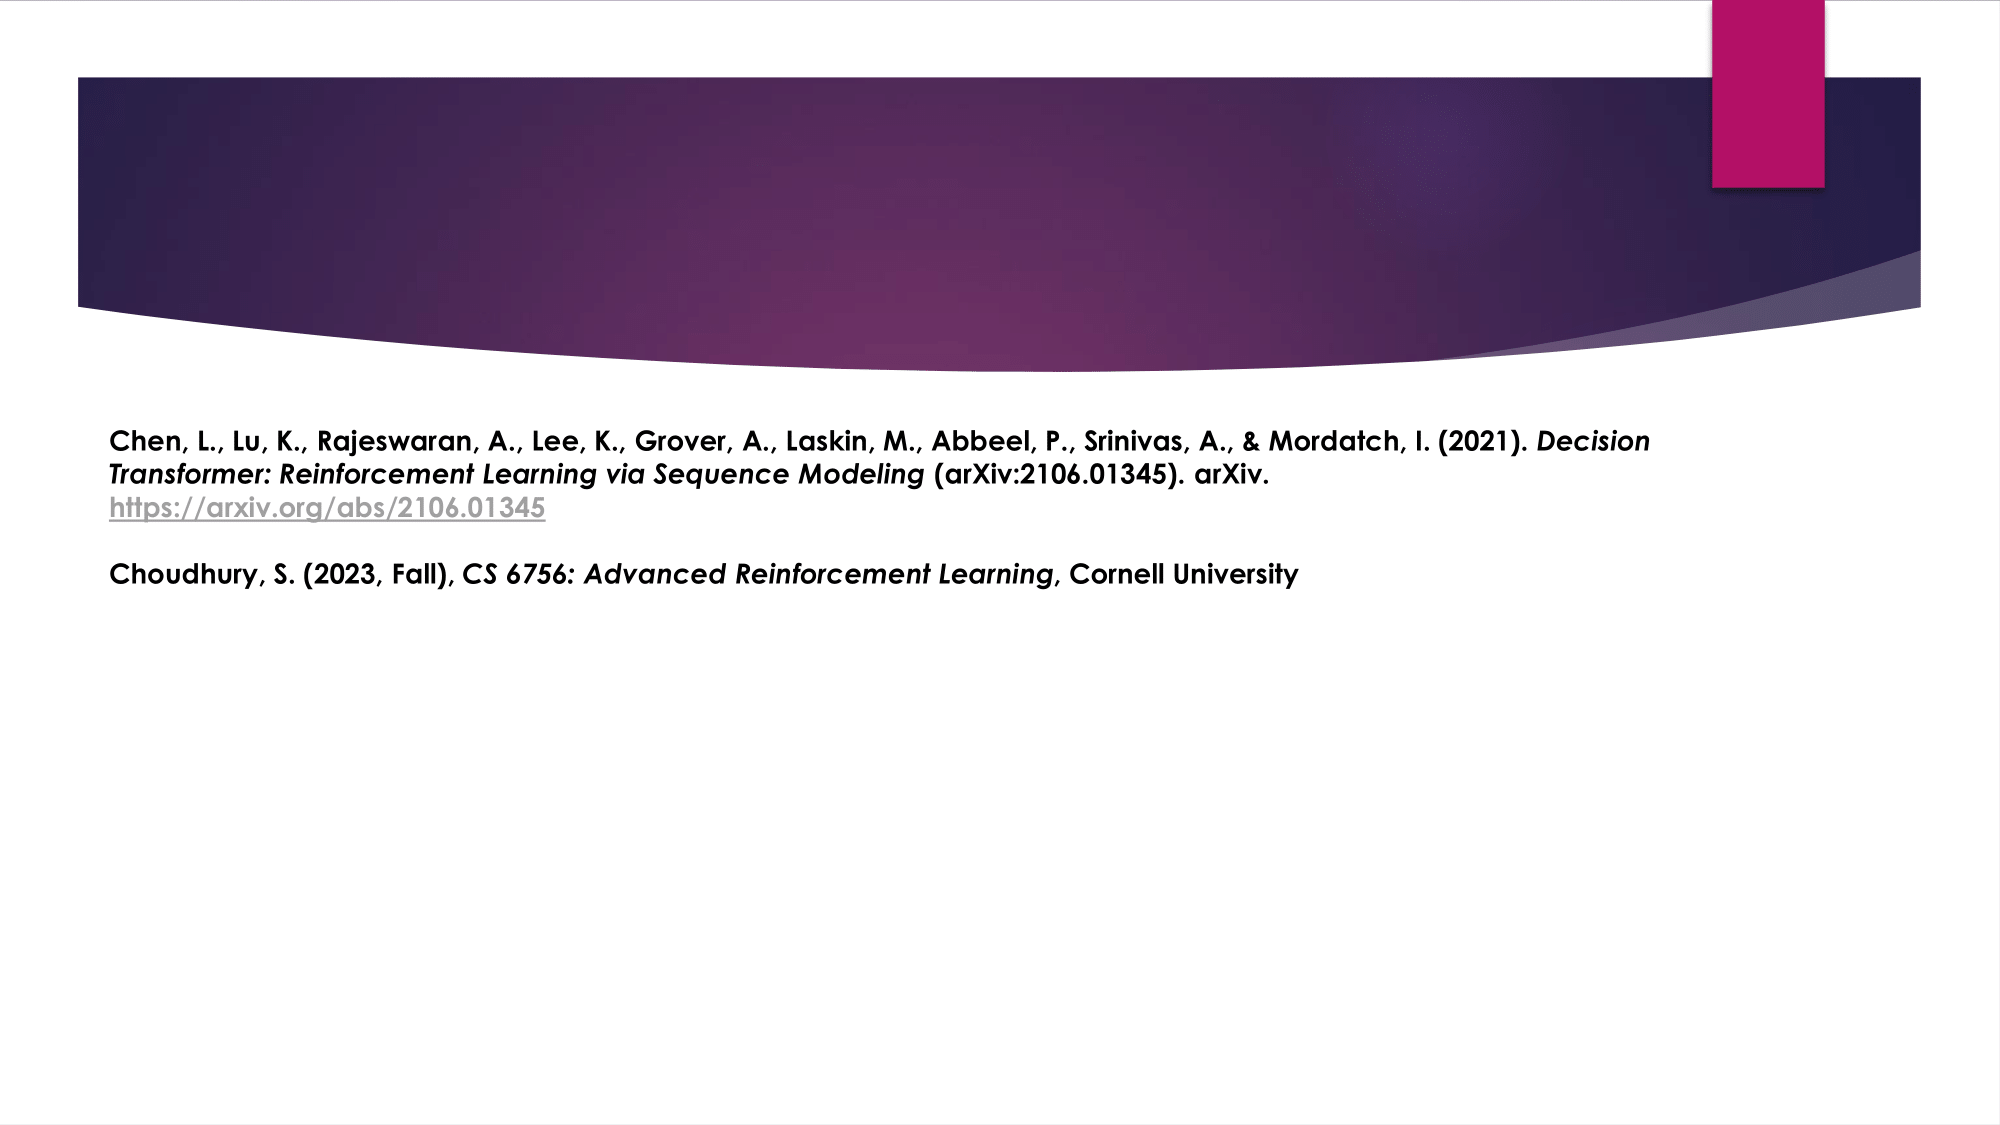 Chen, L., Lu, K., Rajeswaran, A., Lee, K., Grover, A., Laskin, M., Abbeel, P., Srinivas, A., & Mordatch, I. (2021). Decision
Transformer: Reinforcement Learning via Sequence Modeling (arXiv:2106.01345). arXiv.
https://arxiv.org/abs/2106.01345
Choudhury, S. (2023, Fall), CS 6756: Advanced Reinforcement Learning, Cornell University